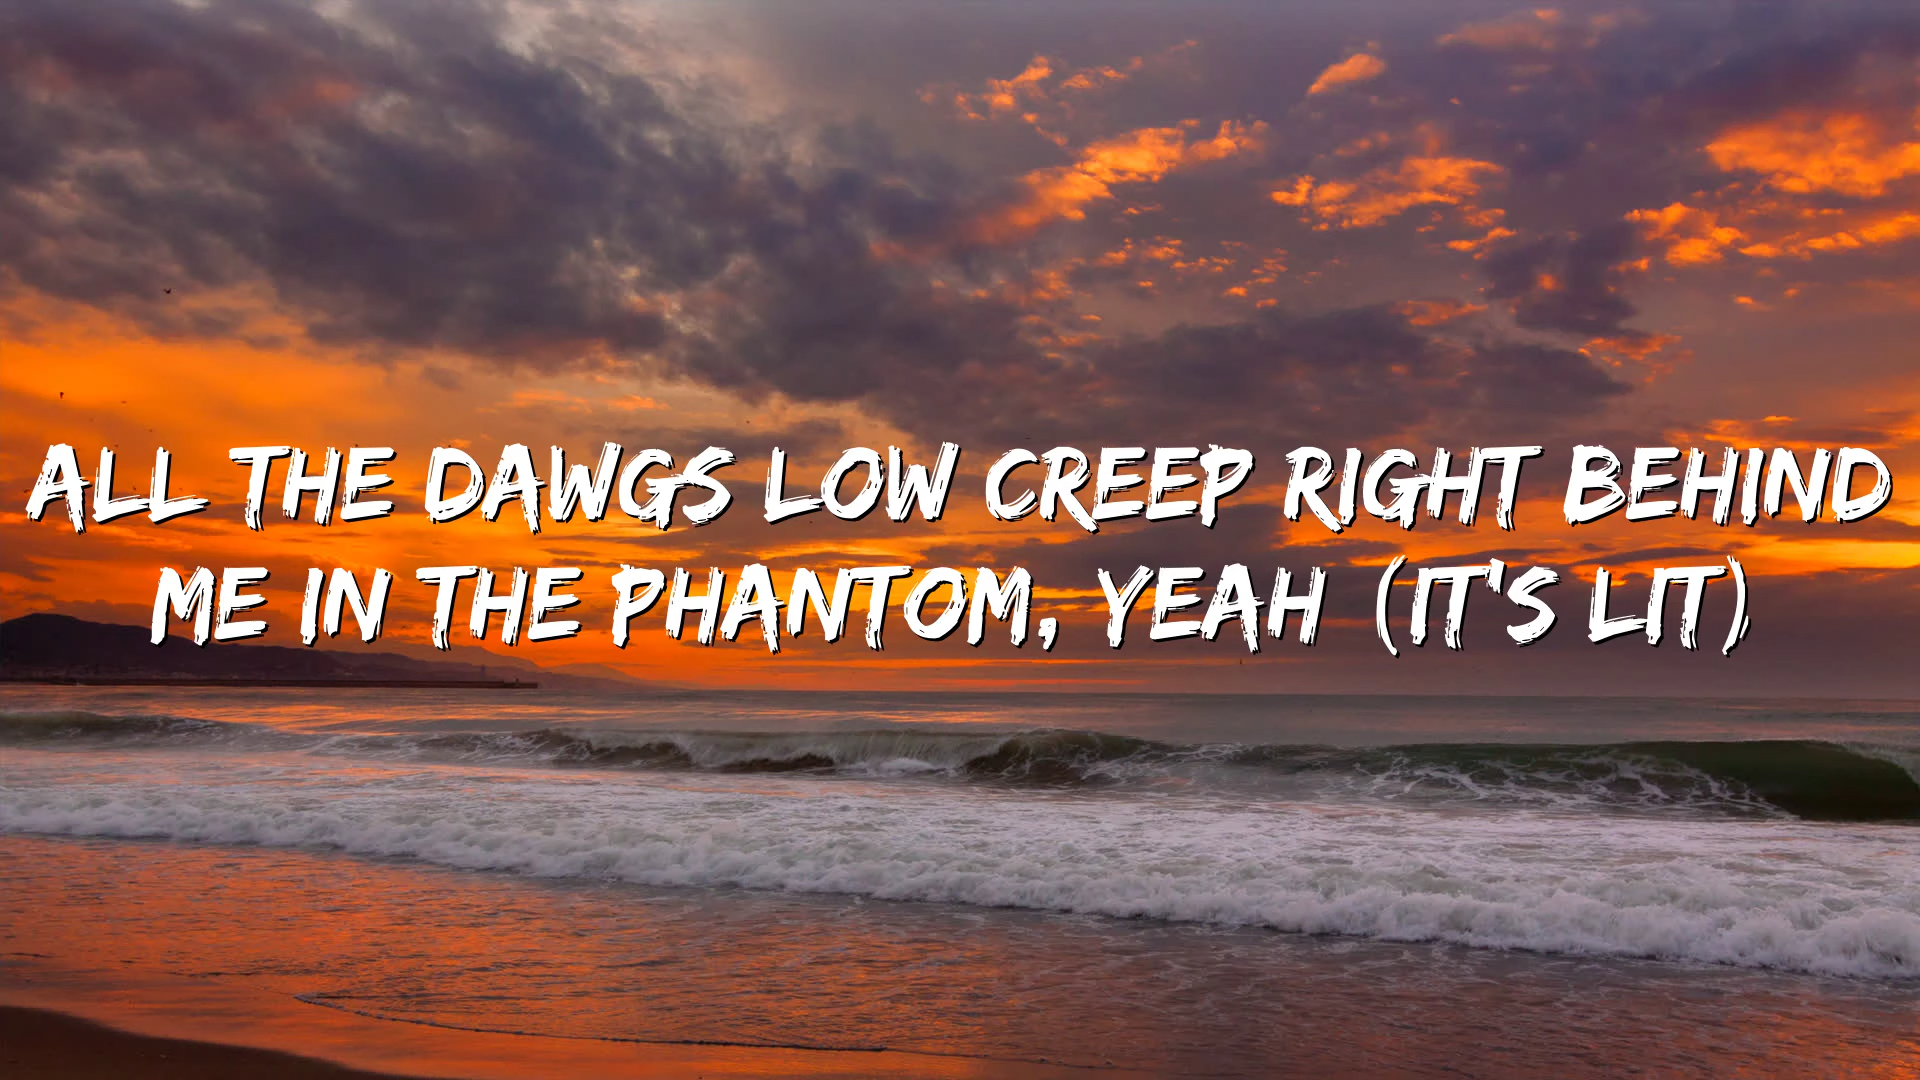 ALL THE DAWGS LOW CREEP RIGHT BEHIND
ME IN THE PHANTOM, YEAH (IT'S LIT)